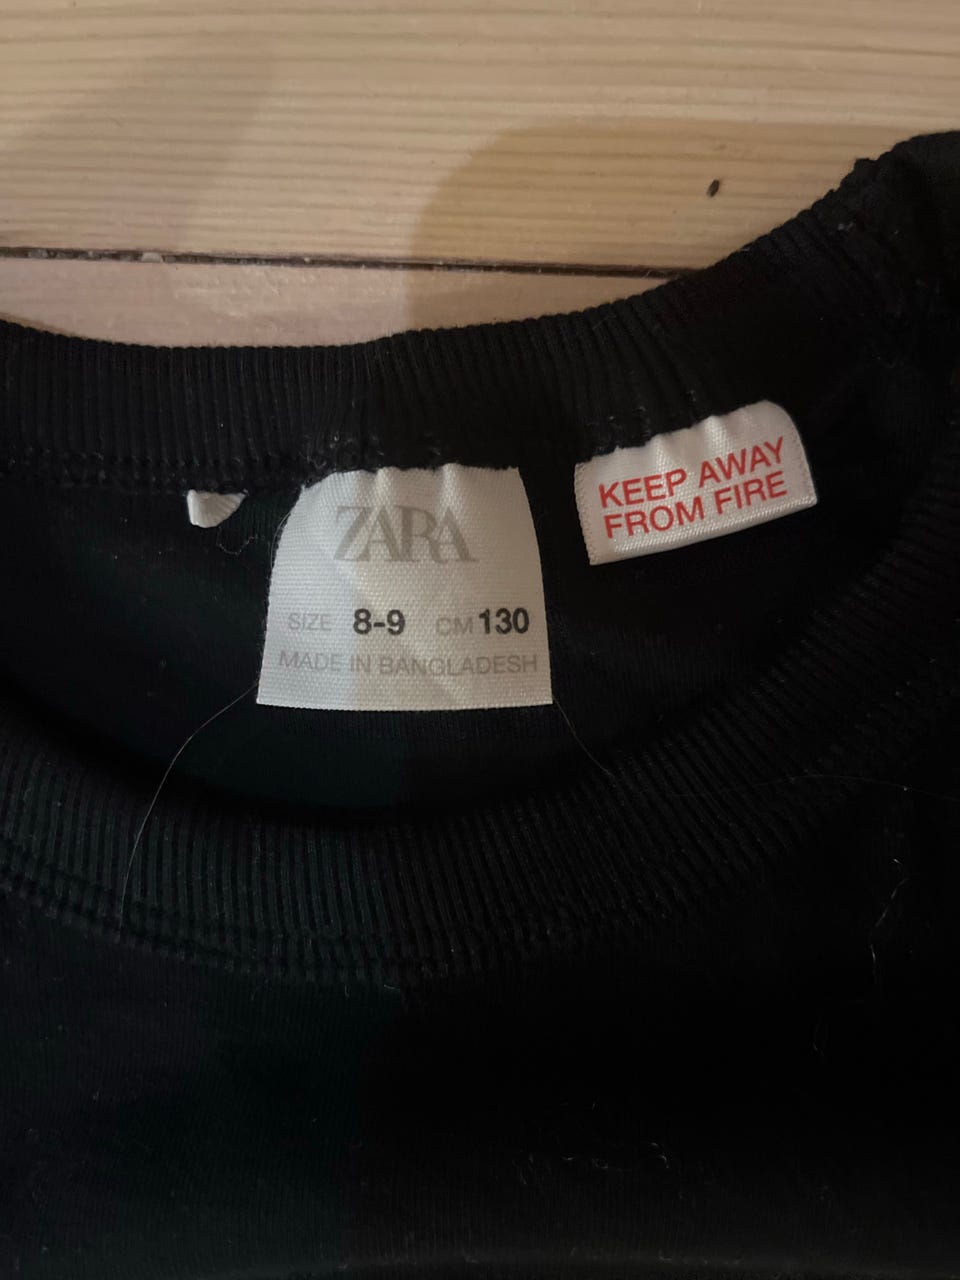 ZARA
SIZE 8-9 CM 130
MADE IN BANGLADESH
KEEP AWAY
FROM FIRE